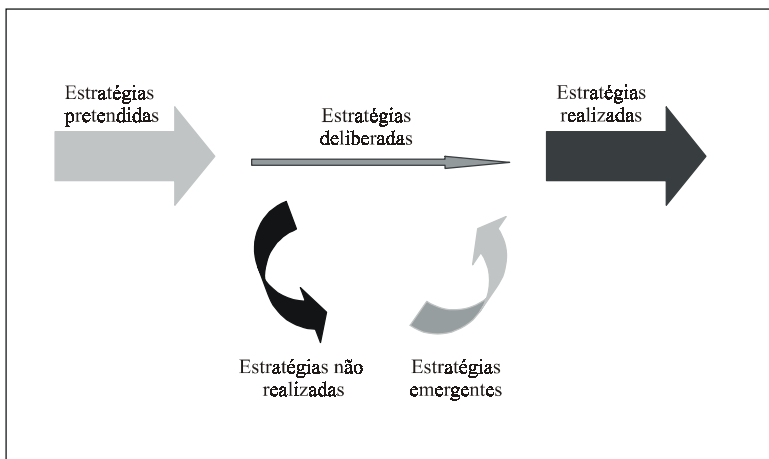 Estratégias
pretendidas
Estratégias
deliberadas
Estratégias
realizadas
Estratégias não
realizadas
Estratégias
emergentes